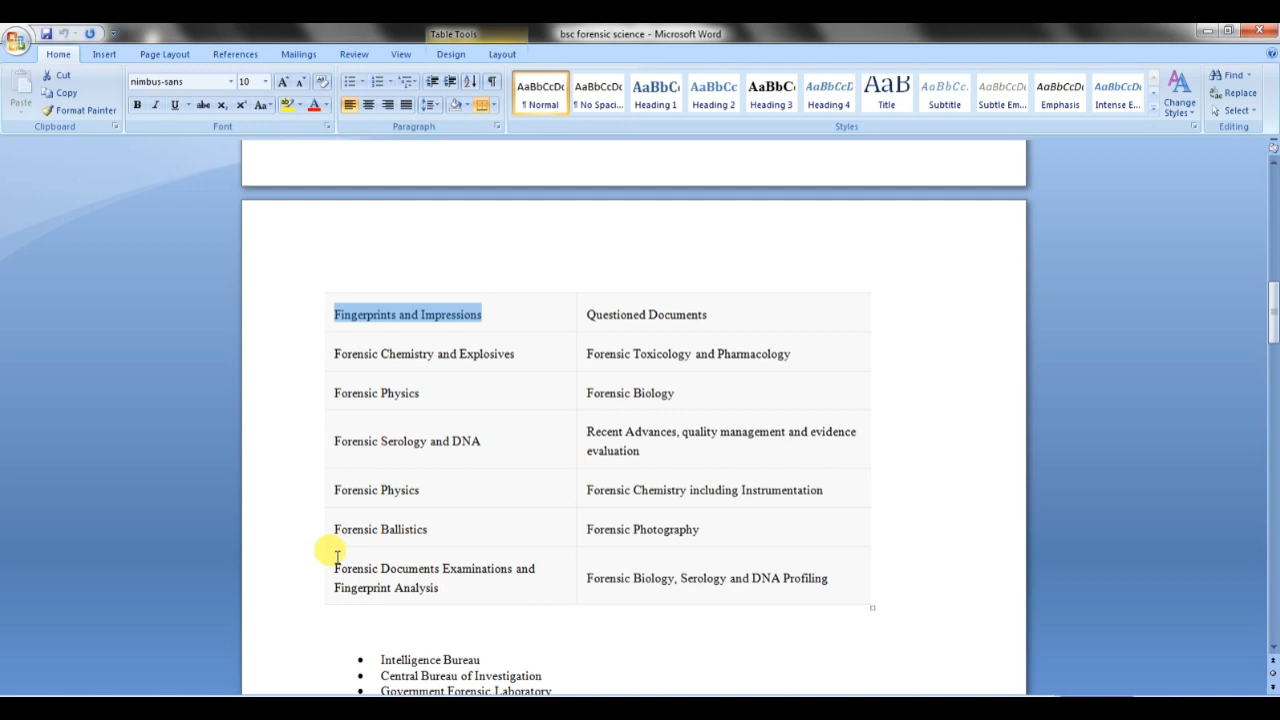 Table Tools
bsc forensic science - Microsoft Word
Home Insert Page Layout References Mailings Review View Design Layout
Paste
Cut
Copy
Format Painter
Clipboard
nimbus-sans 10
Font
Paragraph
AaBbCcDc AaBbCcDc AaBbC AaBbCc AaBbC AaBbCcD AaB AaBbCc. AaBbCcDc AaBbCcDc AaBbCcDc
¶ Normal ¶ No Spaci... Heading 1 Heading 2 Heading 3 Heading 4 Title Subtitle Subtle Em... Emphasis Intense E...
Styles
Change Styles
Find
Replace
Select
Editing
Fingerprints and Impressions Questioned Documents
Forensic Chemistry and Explosives Forensic Toxicology and Pharmacology
Forensic Physics Forensic Biology
Forensic Serology and DNA Recent Advances, quality management and evidence
evaluation
Forensic Physics Forensic Chemistry including Instrumentation
Forensic Ballistics Forensic Photography
Forensic Documents Examinations and
Fingerprint Analysis Forensic Biology, Serology and DNA Profiling
• Intelligence Bureau
• Central Bureau of Investigation
• Government Forensic Laboratory